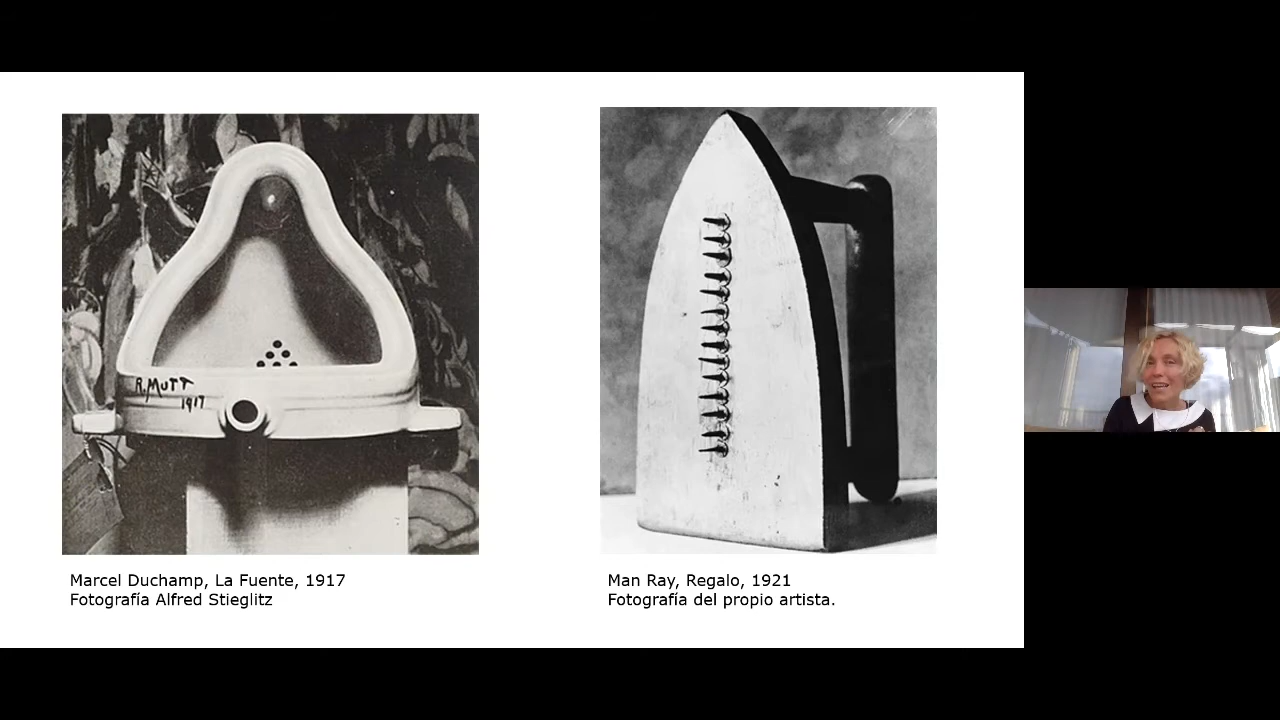 R.MUTT
1917
Marcel Duchamp, La Fuente, 1917
Fotografía Alfred Stieglitz
Man Ray, Regalo, 1921
Fotografía del propio artista.